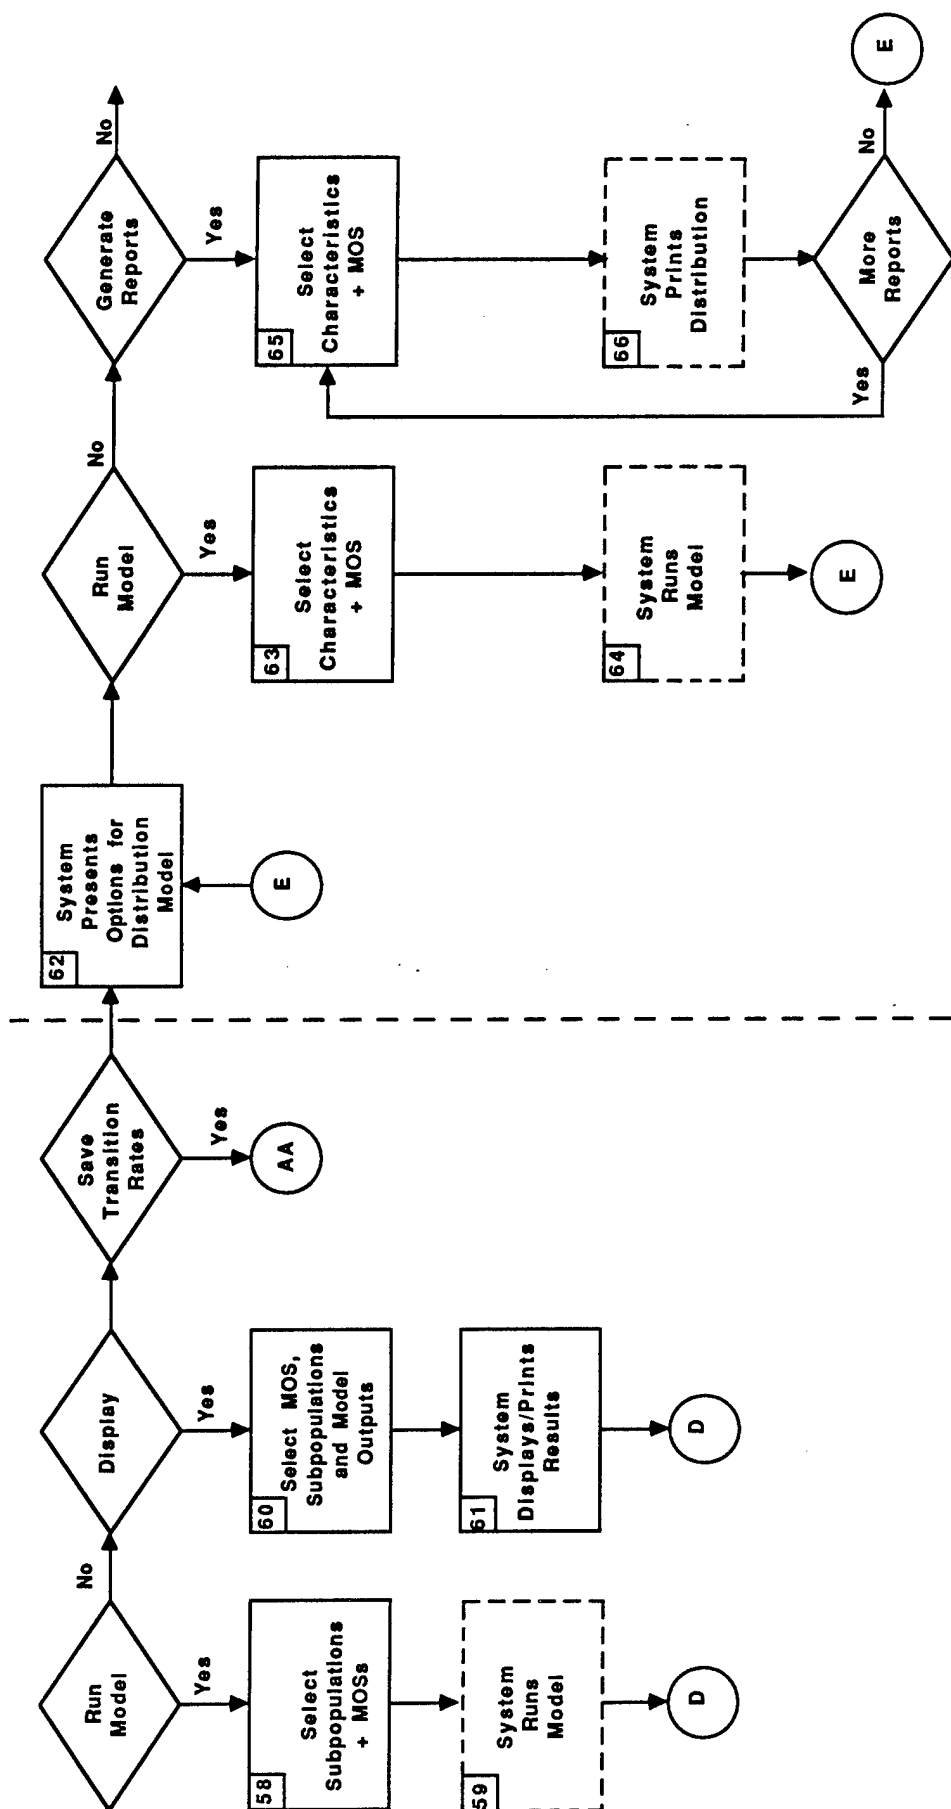 Run
Model
No
Yes
58
Select
Subpopulations
+ MOSs
59
System
Runs
Model
D
Display
Yes
60
Select MOS,
Subpopulations
and Model
Outputs
61
System
Displays/Prints
Results
D
Save
Transition
Rates
Yes
AA
62
System
Presents
Options for
Distribution
Model
E
Run
Model
No
Yes
63
Select
Characteristics
+ MOS
64
System
Runs
Model
E
Generate
Reports
No
Yes
65
Select
Characteristics
+ MOS
66
System
Prints
Distribution
More
Reports
Yes
No
E